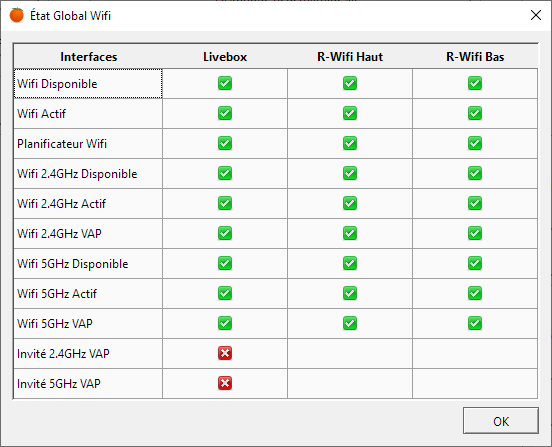 État Global Wifi
Interfaces Livebox R-Wifi Haut R-Wifi Bas
Wifi Disponible
Wifi Actif
Planificateur Wifi
Wifi 2.4GHz Disponible
Wifi 2.4GHz Actif
Wifi 2.4GHz VAP
Wifi 5GHz Disponible
Wifi 5GHz Actif
Wifi 5GHz VAP
Invité 2.4GHz VAP
Invité 5GHz VAP
OK